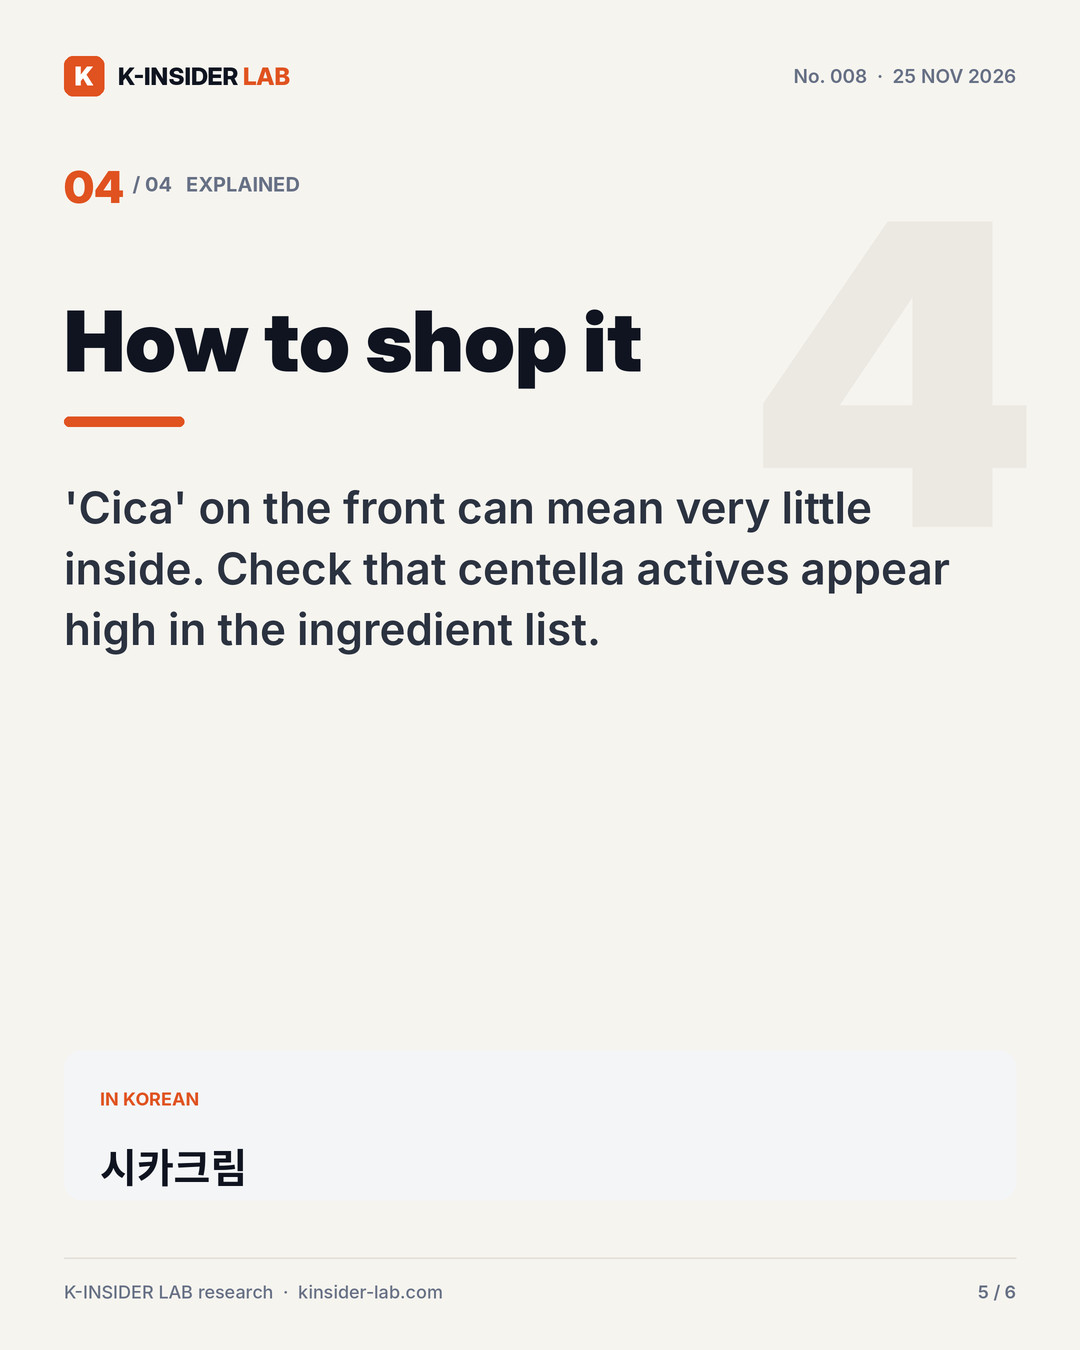 K K-INSIDER LAB
No. 008 · 25 NOV 2026
04 / 04 EXPLAINED
4
How to shop it
'Cica' on the front can mean very little
inside. Check that centella actives appear
high in the ingredient list.
IN KOREAN
시카크림
K-INSIDER LAB research · kinsider-lab.com
5 / 6